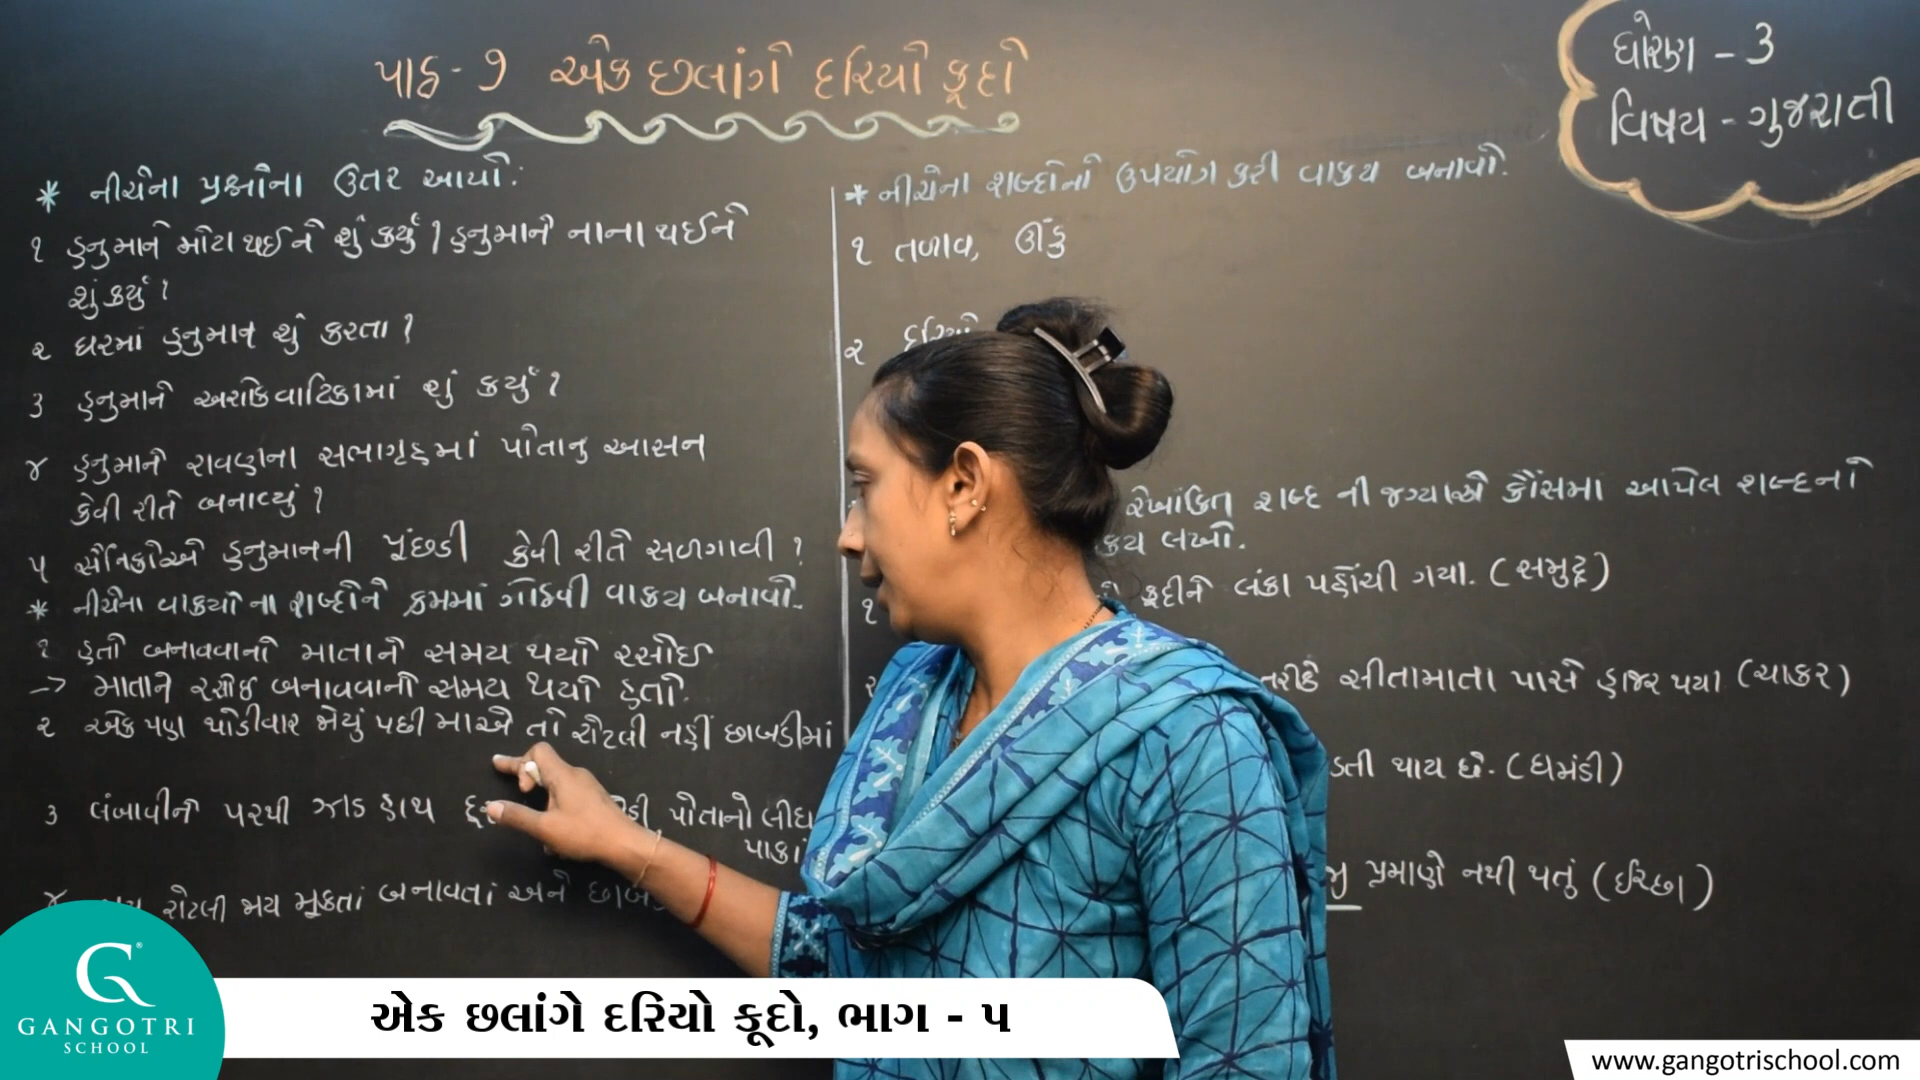 પાઠ - ૭ એક છલાંગે દરિયો કૂદો
ધોરણ - 3
વિષય - ગુજરાતી
* નીચેના પ્રશ્નોના ઉતર આપો:
૧ હનુમાને મોટા થઈને શું કર્યું ? હનુમાને નાના થઈને
શું કર્યું ?
૨ ઘરમાં હનુમાન શું કરતા ?
૩ હનુમાને અશોકવાટિકામાં શું કર્યું ?
૪ હનુમાને રાવણના સભાગૃહમાં પોતાનુ આસન
કેવી રીતે બનાવ્યું ?
૫ સૈનિકોએ હનુમાનની પૂંછડી કેવી રીતે સળગાવી ?
* નીચેના વાક્યો ના શબ્દોને ક્રમમાં ગોઠવી વાક્ય બનાવો.
૧ હતો બનાવવાનો માતાને સમય થયો રસોઈ
-> માતાને રસોઈ બનાવવાનો સમય થયો હતો.
૨ એક પણ થોડીવાર જોયું પછી માએ તો રોટલી નહીં છાબડીમાં
૩ લંબાવીને પરથી ઝાડ હાથ પોતાનો લીધા
પાકાં
૪ રોટલી જાય મૂકતાં બનાવતાં અને
* નીચેના શબ્દોનો ઉપયોગ કરી વાક્ય બનાવો.
૧ તળાવ, ઊંડુ
૨
રેખાંકિત શબ્દ ની જગ્યાએ કૌંસમા આપેલ શબ્દનો
લખો.
૧ કૂદીને લંકા પહોંચી ગયા. (સમુદ્ર)
૨ તરીકે સીતામાતા પાસે હાજર થયા (ચાકર)
થાય છે. (ઘમંડી)
પ્રમાણે નથી થતું (ઈચ્છા)
GANGOTRI
SCHOOL
એક છલાંગે દરિયો કૂદો, ભાગ - ૫
www.gangotrischool.com